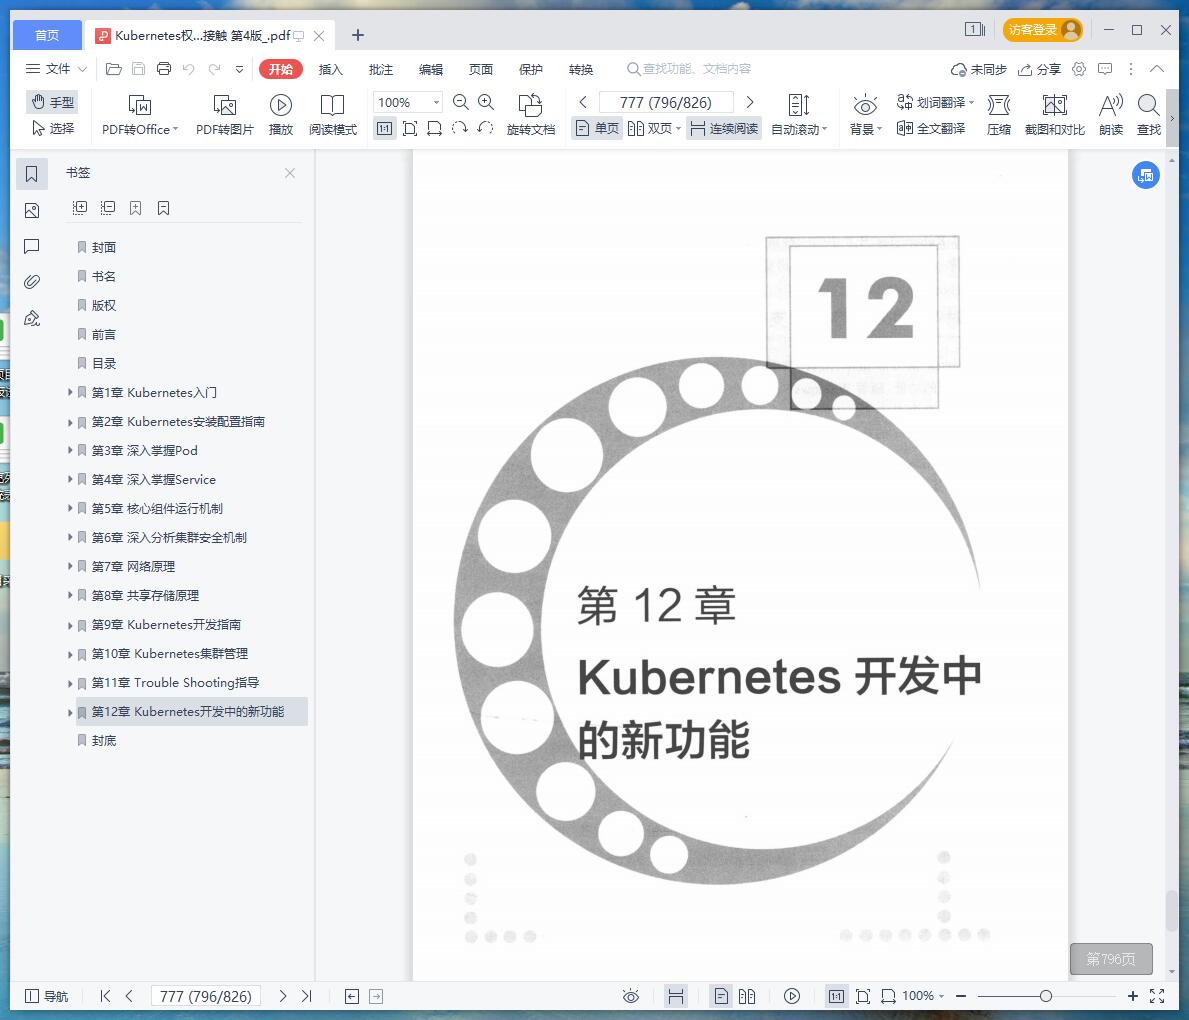 首页
Kubernetes权...接触 第4版_.pdf
1
访客登录
文件
开始
插入
批注
编辑
页面
保护
转换
查找功能、文档内容
未同步
分享
手型
选择
PDF转Office
PDF转图片
播放
阅读模式
100%
1:1
旋转文档
777 (796/826)
单页
双页
连续阅读
自动滚动
背景
划词翻译
全文翻译
压缩
截图和对比
朗读
查找
书签
封面
书名
版权
前言
目录
第1章 Kubernetes入门
第2章 Kubernetes安装配置指南
第3章 深入掌握Pod
第4章 深入掌握Service
第5章 核心组件运行机制
第6章 深入分析集群安全机制
第7章 网络原理
第8章 共享存储原理
第9章 Kubernetes开发指南
第10章 Kubernetes集群管理
第11章 Trouble Shooting指导
第12章 Kubernetes开发中的新功能
封底
12
第 12 章
Kubernetes 开发中
的新功能
第796页
导航
777 (796/826)
1:1
100%